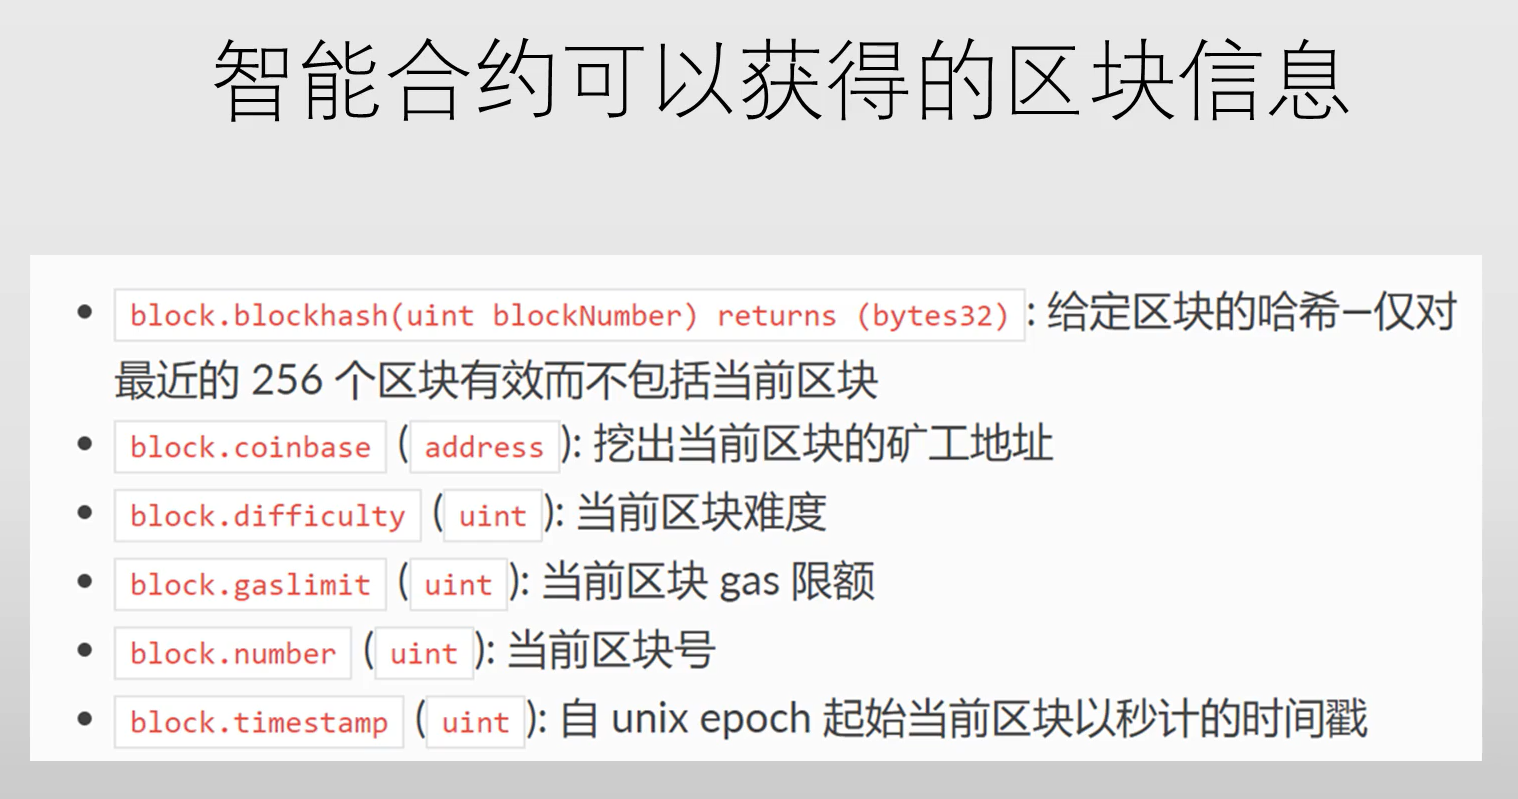 智能合约可以获得的区块信息
• block.blockhash(uint blockNumber) returns (bytes32) : 给定区块的哈希—仅对
最近的 256 个区块有效而不包括当前区块
• block.coinbase ( address ): 挖出当前区块的矿工地址
• block.difficulty ( uint ): 当前区块难度
• block.gaslimit ( uint ): 当前区块 gas 限额
• block.number ( uint ): 当前区块号
• block.timestamp ( uint ): 自 unix epoch 起始当前区块以秒计的时间戳